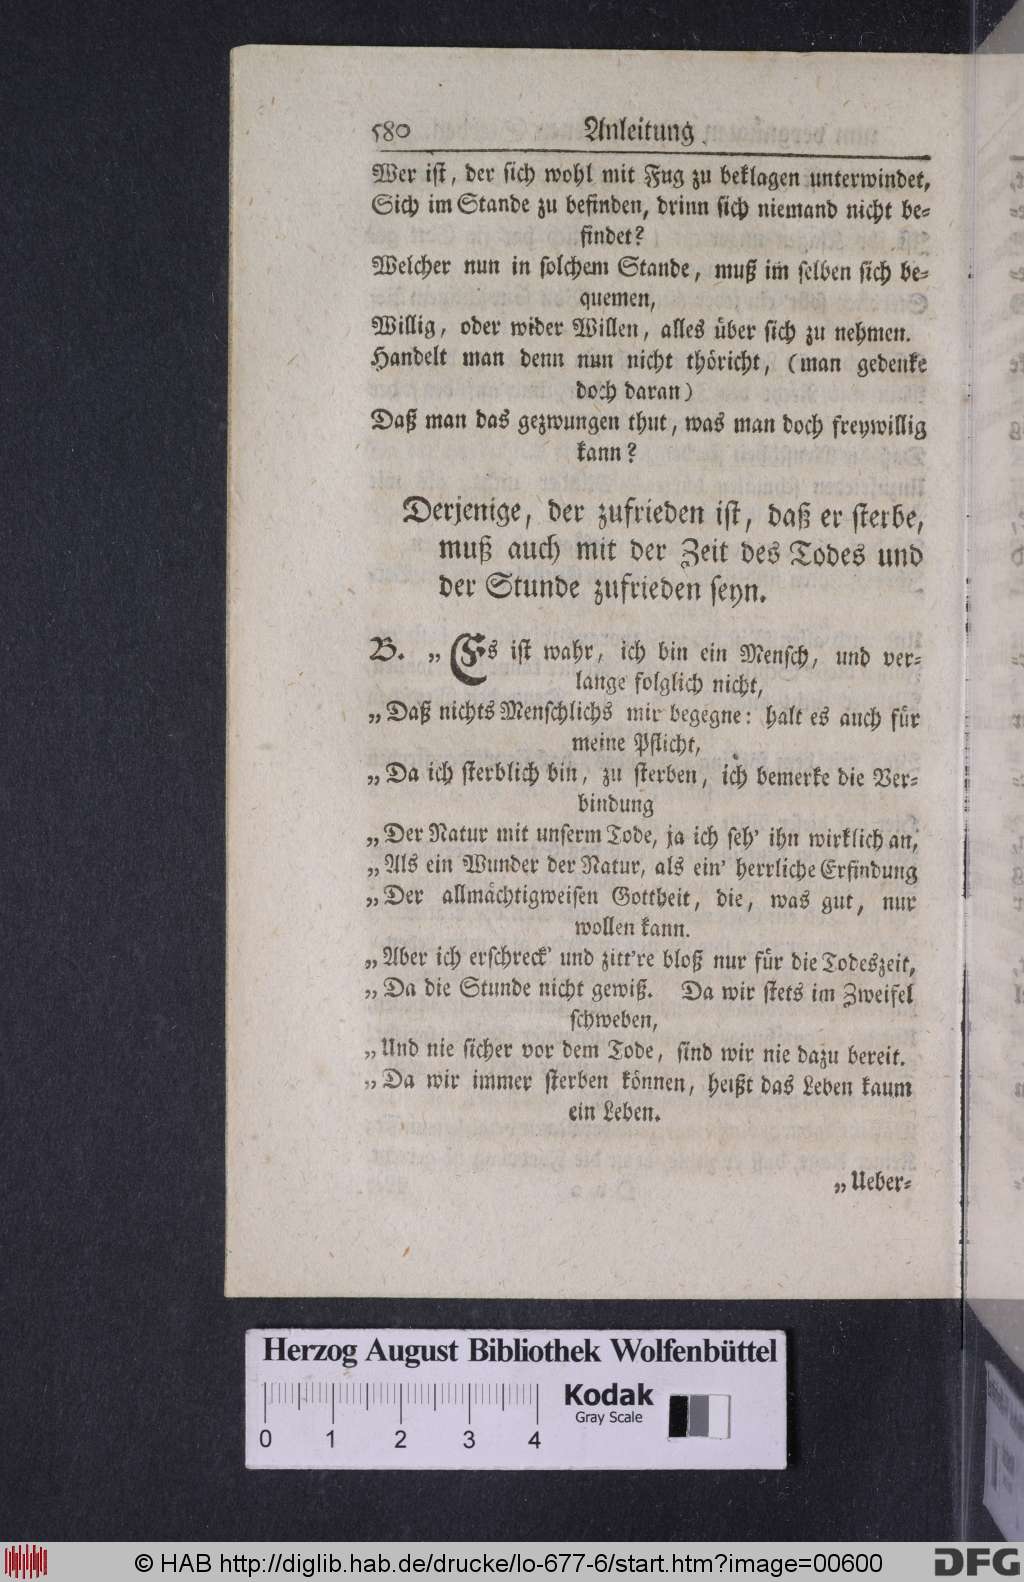 580 Anleitung
Wer ist, der sich wohl mit Fug zu beklagen unterwindet,
Sich im Stande zu befinden, drinn sich niemand nicht be-
findet?
Welcher nun in solchem Stande, muß im selben sich be-
quemen,
Willig, oder wider Willen, alles über sich zu nehmen.
Handelt man denn nun nicht thöricht, (man gedenke
doch daran)
Daß man das gezwungen thut, was man doch freywillig
kann?
Derjenige, der zufrieden ist, daß er sterbe,
muß auch mit der Zeit des Todes und
der Stunde zufrieden seyn.
B. „Es ist wahr, ich bin ein Mensch, und ver-
lange folglich nicht,
„Daß nichts Menschlichs mir begegne: halt es auch für
meine Pflicht,
„Da ich sterblich bin, zu sterben, ich bemerke die Ver-
bindung
„Der Natur mit unserm Tode, ja ich seh' ihn wirklich an,
„Als ein Wunder der Natur, als ein' herrliche Erfindung
„Der allmächtigweisen Gottheit, die, was gut, nur
wollen kann.
„Aber ich erschreck' und zitt're bloß nur für die Todeszeit,
„Da die Stunde nicht gewiß. Da wir stets im Zweifel
schweben,
„Und nie sicher vor dem Tode, sind wir nie dazu bereit.
„Da wir immer sterben können, heißt das Leben kaum
ein Leben.
„Ueber-
Herzog August Bibliothek Wolfenbüttel
Kodak
Gray Scale
0 1 2 3 4
© HAB http://diglib.hab.de/drucke/lo-677-6/start.htm?image=00600
DFG